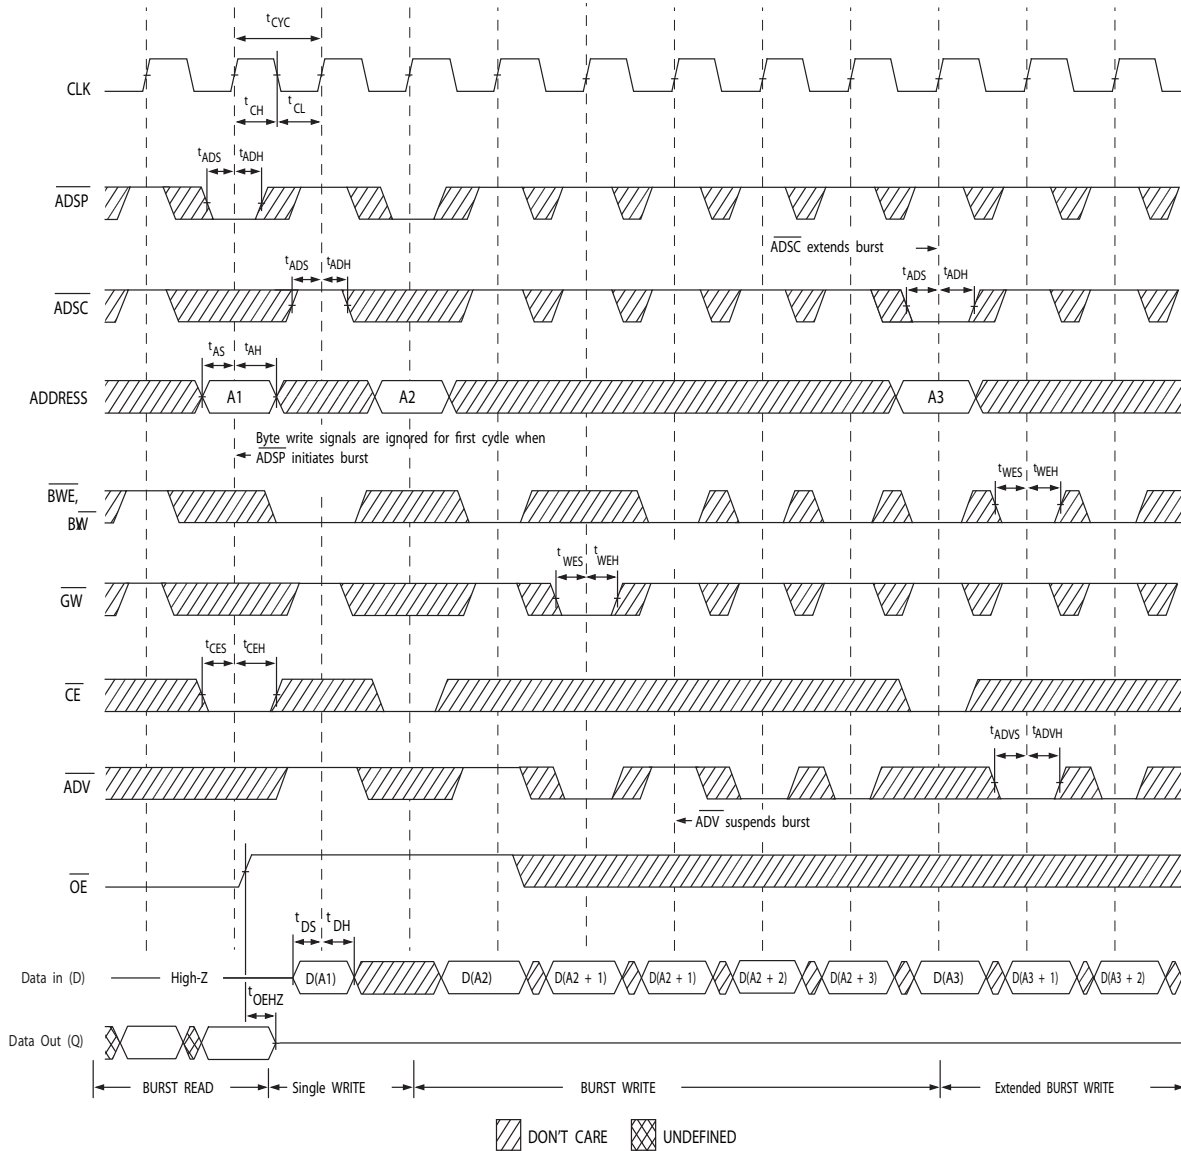 tCYC
CLK
tCH tCL
tADS tADH
ADSP
ADSC extends burst
tADS tADH tADS tADH
ADSC
tAS tAH
ADDRESS A1 A2 A3
Byte write signals are ignored for first cycle when
ADSP initiates burst
BWE, tWES tWEH
BWX
tWES tWEH
GW
tCES tCEH
CE
tADVS tADVH
ADV
ADV suspends burst
OE
tDS tDH
Data in (D) High-Z D(A1) D(A2) D(A2 + 1) D(A2 + 1) D(A2 + 2) D(A2 + 3) D(A3) D(A3 + 1) D(A3 + 2)
tOEHZ
Data Out (Q)
BURST READ Single WRITE BURST WRITE Extended BURST WRITE
DON'T CARE UNDEFINED